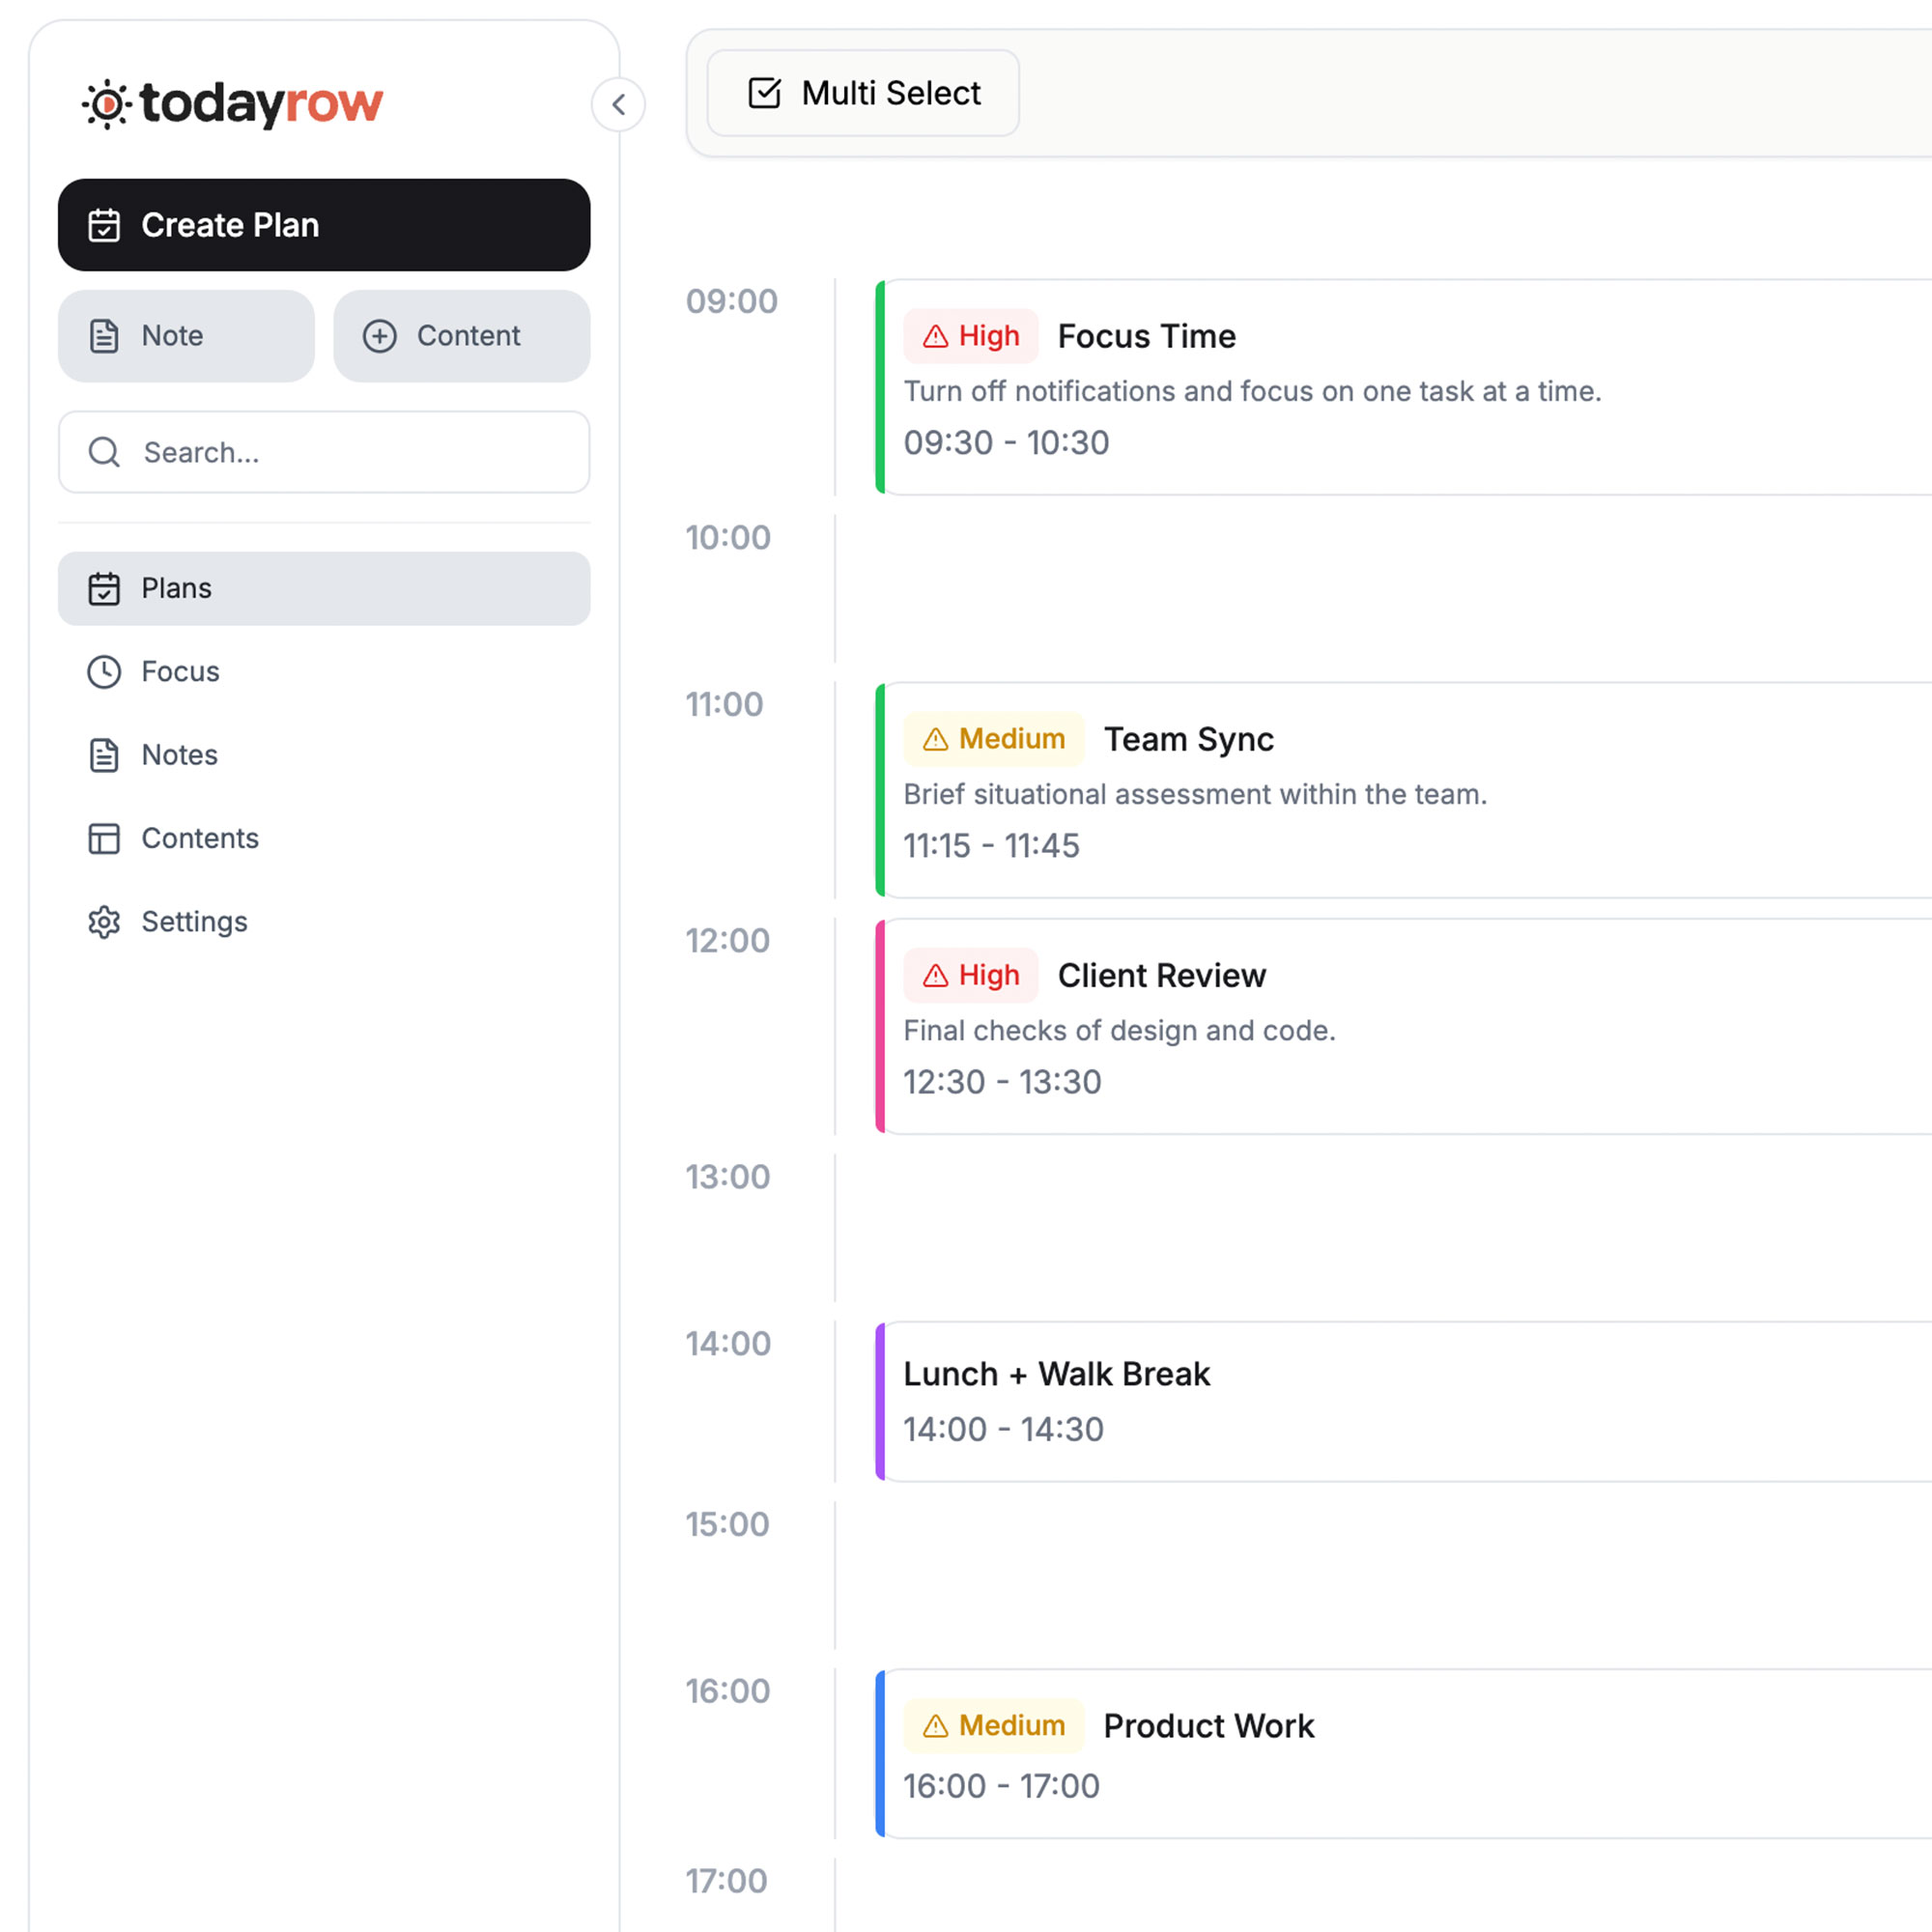 todayrow
Create Plan
Note
Content
Search...
Plans
Focus
Notes
Contents
Settings
Multi Select
09:00
High Focus Time
Turn off notifications and focus on one task at a time.
09:30 - 10:30
10:00
11:00
Medium Team Sync
Brief situational assessment within the team.
11:15 - 11:45
12:00
High Client Review
Final checks of design and code.
12:30 - 13:30
13:00
14:00
Lunch + Walk Break
14:00 - 14:30
15:00
16:00
Medium Product Work
16:00 - 17:00
17:00